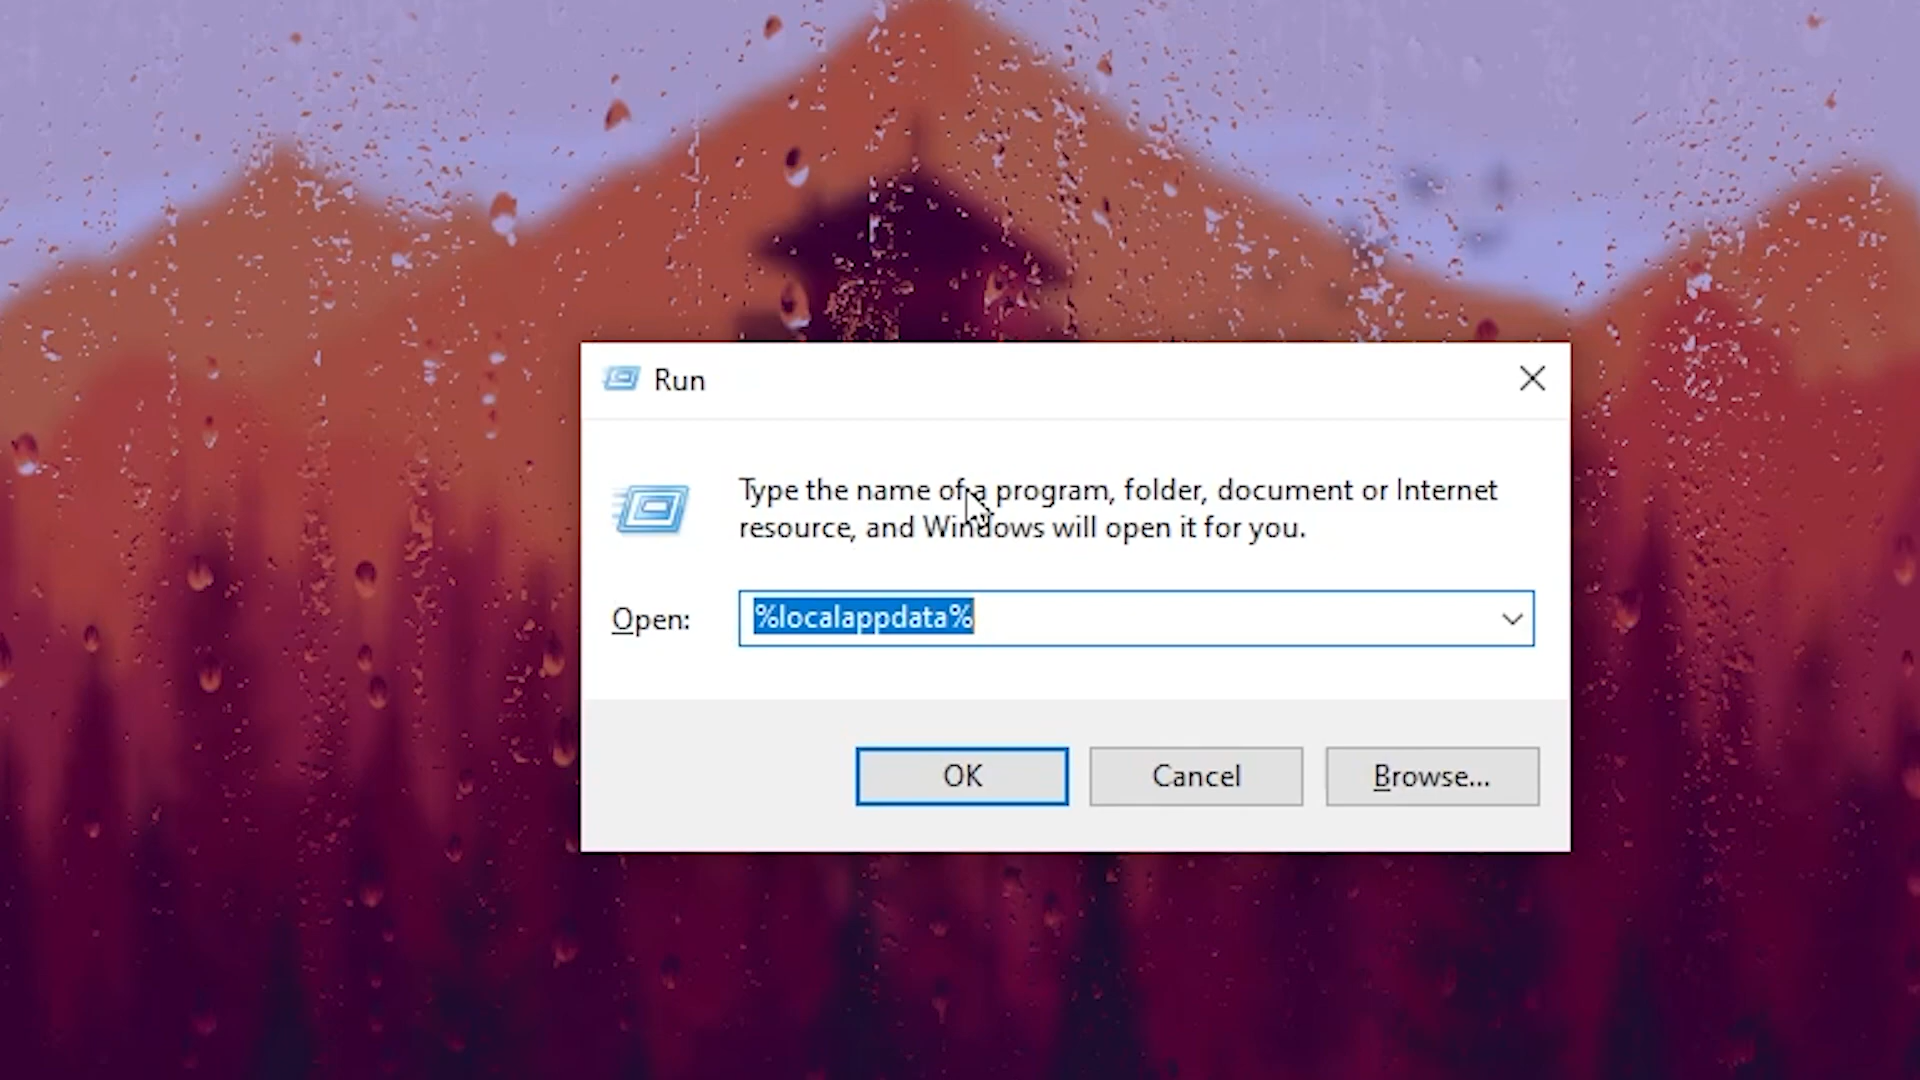 Run
Type the name of a program, folder, document or Internet
resource, and Windows will open it for you.
Open:
%localappdata%
OK
Cancel
Browse...